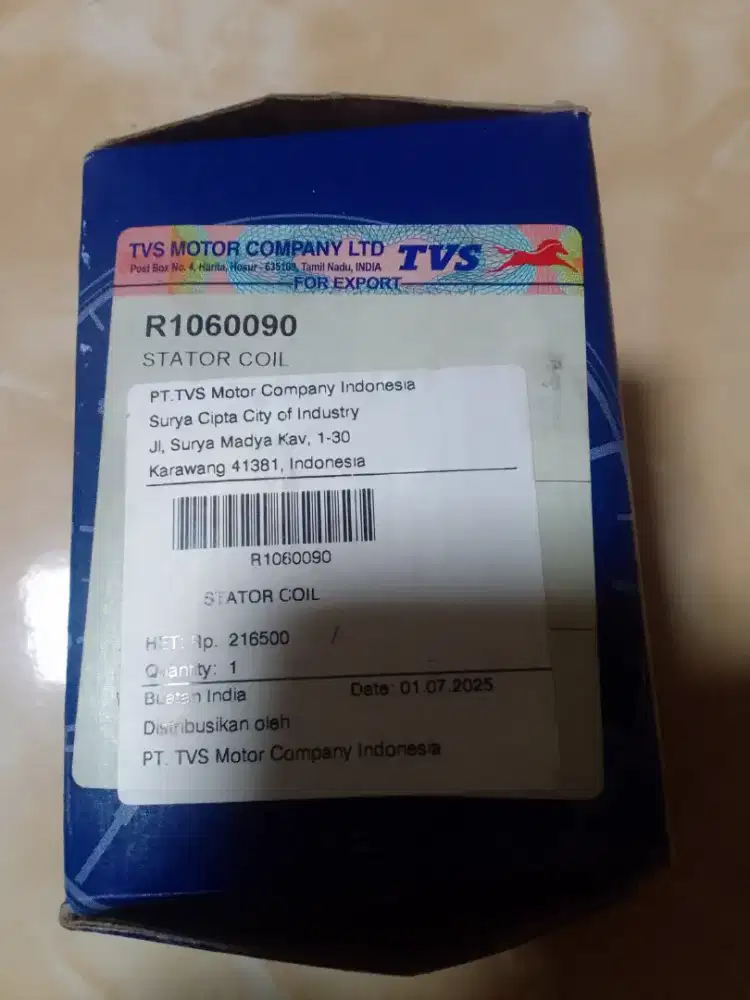 TVS MOTOR COMPANY LTD TVS
Post Box No. 4, Harita, Hosur - 635109, Tamil Nadu, INDIA
FOR EXPORT
R1060090
STATOR COIL
PT.TVS Motor Company Indonesia
Surya Cipta City of Industry
Jl, Surya Madya Kav, 1-30
Karawang 41381, Indonesia
R1060090
STATOR COIL
HET: Rp. 216500 /
Quantity: 1
Buatan India Date: 01.07.2025
Distribusikan oleh
PT. TVS Motor Company Indonesia